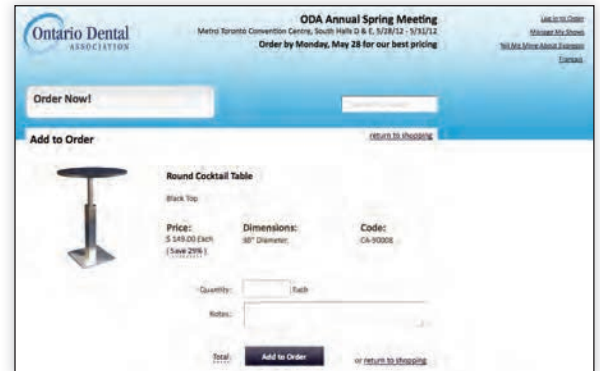 Ontario Dental
ASSOCIATION
ODA Annual Spring Meeting
Metro Toronto Convention Centre, South Halls D & E, 5/28/12 - 5/31/12
Order by Monday, May 28 for our best pricing
Log In to Order
Manage My Shows
Tell Me More About Expresso
Français
Order Now!
Add to Order
return to shopping
Round Cocktail Table
Black Top
Price:
Dimensions:
Code:
$ 149.00 Each
30" Diameter
CA-90008
( Save 29% )
Quantity:
Each
Notes:
Total:
Add to Order
or return to shopping